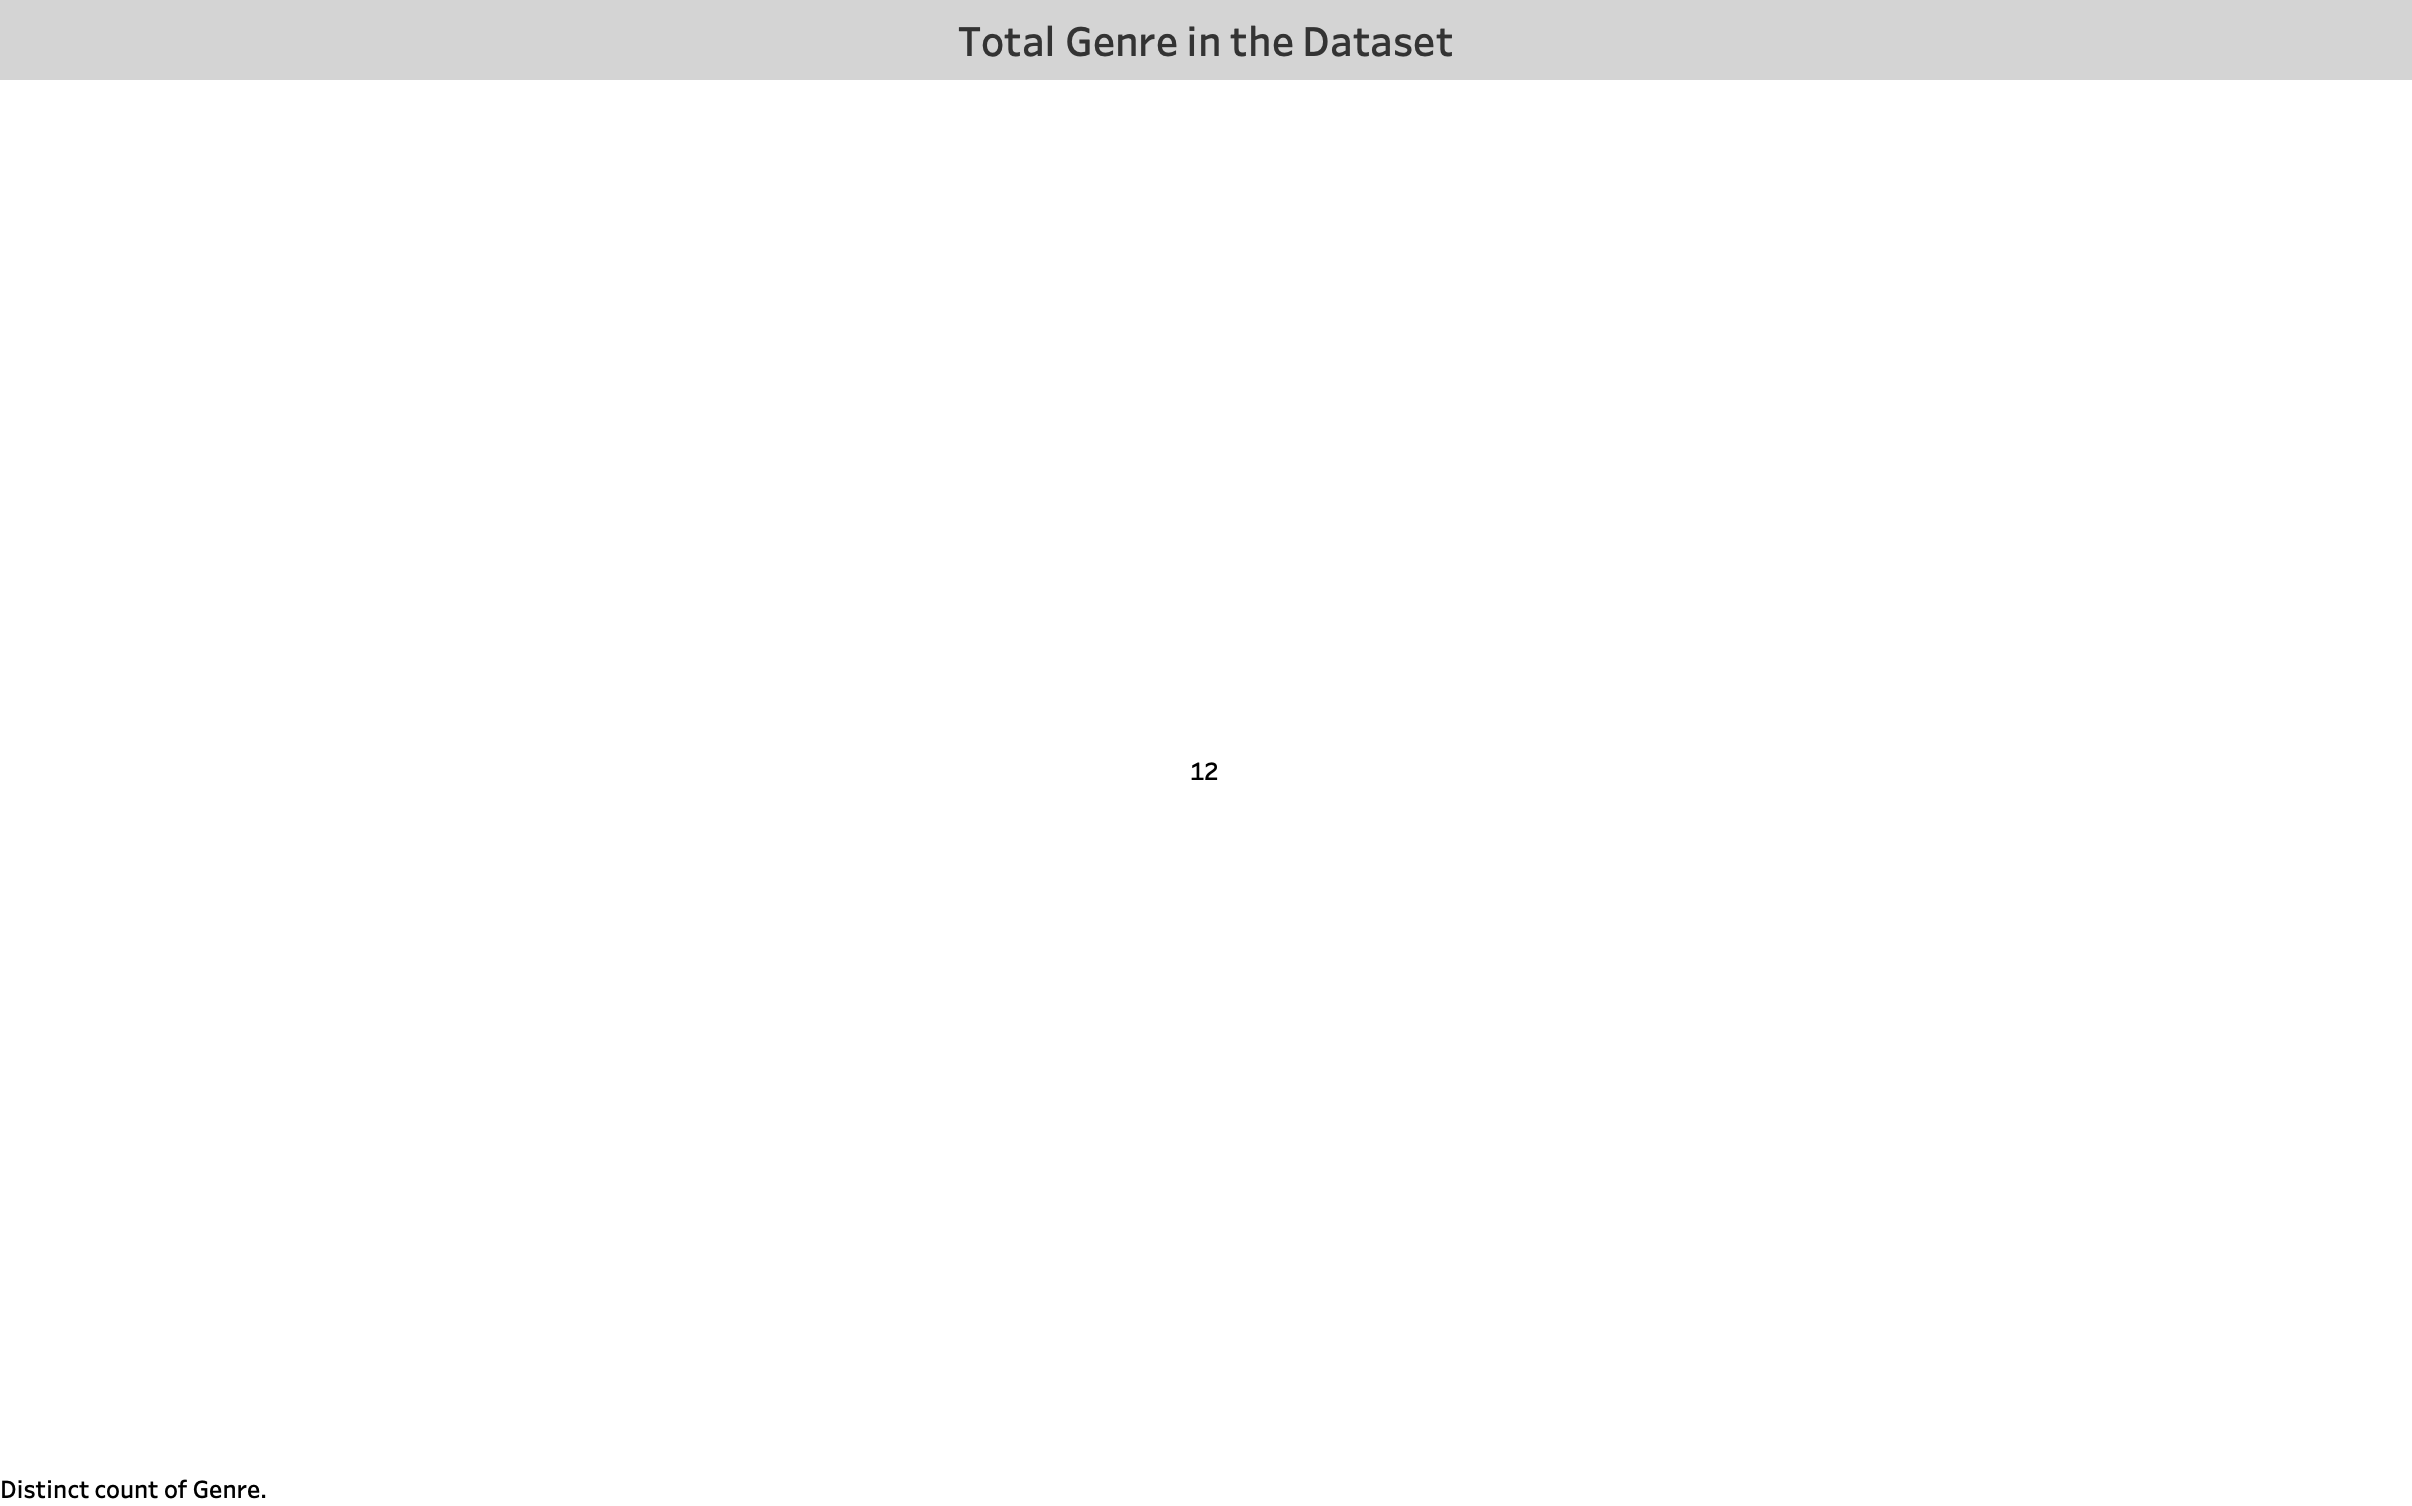 Total Genre in the Dataset
12
Distinct count of Genre.